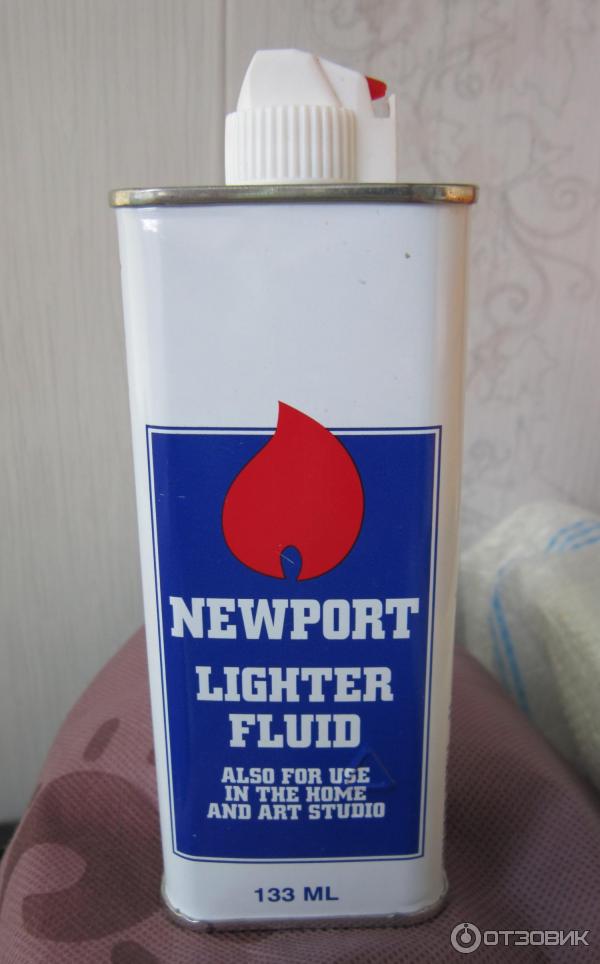 NEWPORT
LIGHTER
FLUID
ALSO FOR USE
IN THE HOME
AND ART STUDIO
133 ML
ОТЗОВИК